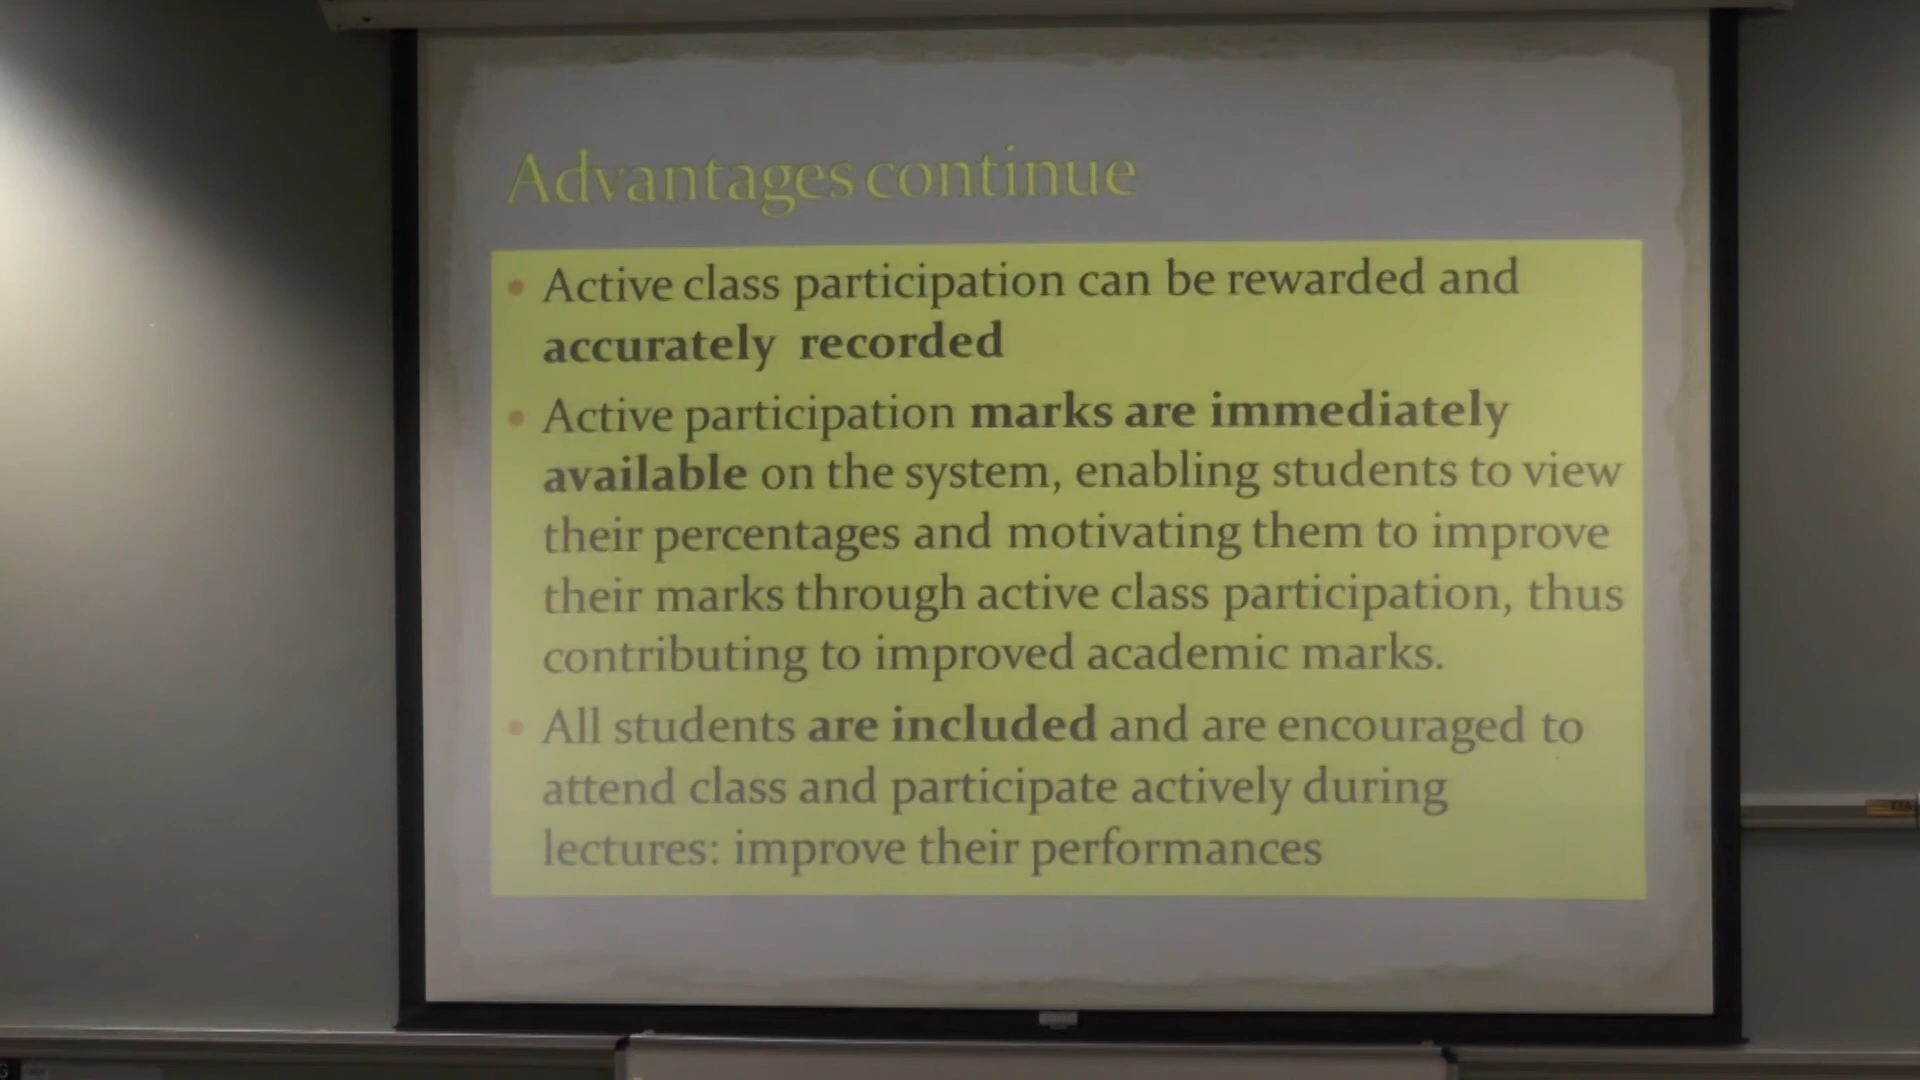 Advantages continue
• Active class participation can be rewarded and
accurately recorded
• Active participation marks are immediately
available on the system, enabling students to view
their percentages and motivating them to improve
their marks through active class participation, thus
contributing to improved academic marks.
• All students are included and are encouraged to
attend class and participate actively during
lectures: improve their performances